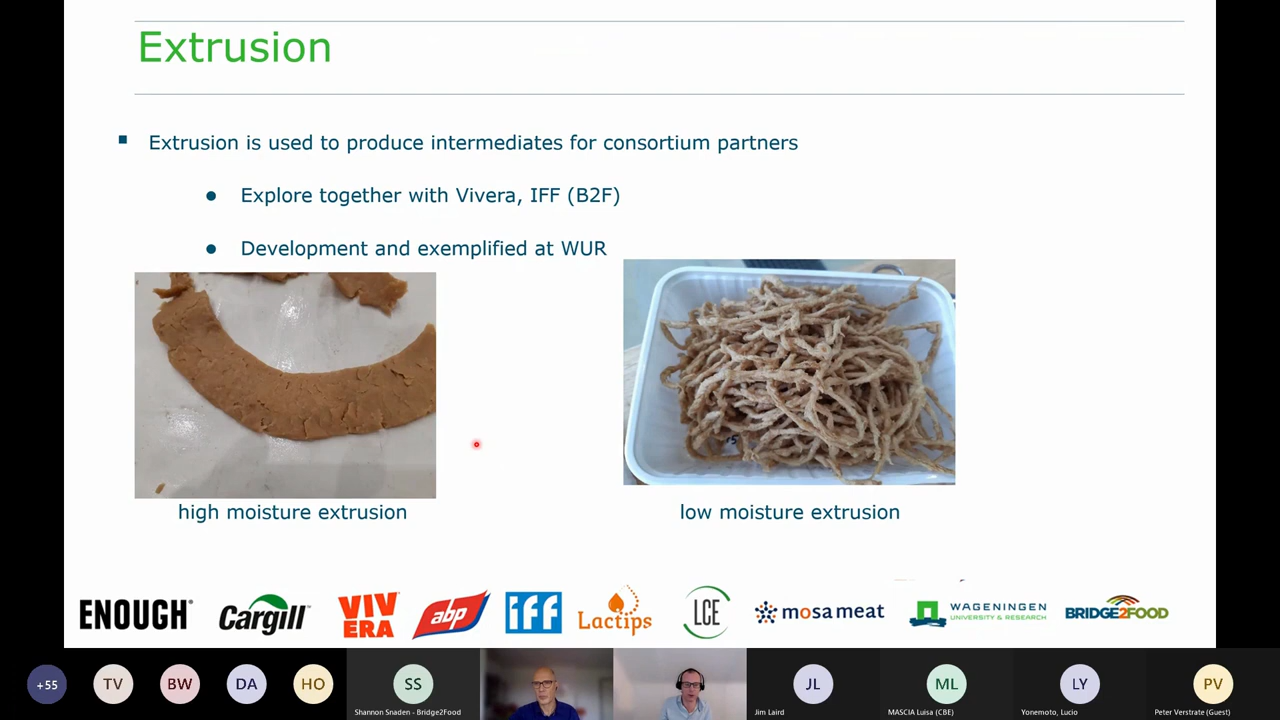 Extrusion
Extrusion is used to produce intermediates for consortium partners
Explore together with Vivera, IFF (B2F)
Development and exemplified at WUR
high moisture extrusion
low moisture extrusion
ENOUGH
Cargill
VIV
ERA
abp
iff
Lactips
LCE
mosa meat
WAGENINGEN
UNIVERSITY & RESEARCH
BRIDGE2FOOD
+55
TV
BW
DA
HO
SS
JL
ML
LY
PV
Shannon Snaden - Bridge2Food
Jim Laird
MASCIA Luisa (CBE)
Yonemoto, Lucio
Peter Verstrate (Guest)